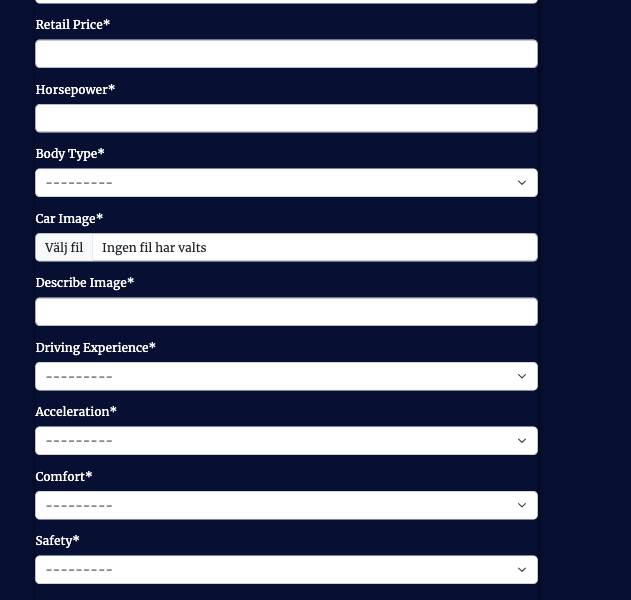 Retail Price*
Horsepower*
Body Type*
---------
Car Image*
Välj fil Ingen fil har valts
Describe Image*
Driving Experience*
---------
Acceleration*
---------
Comfort*
---------
Safety*
---------